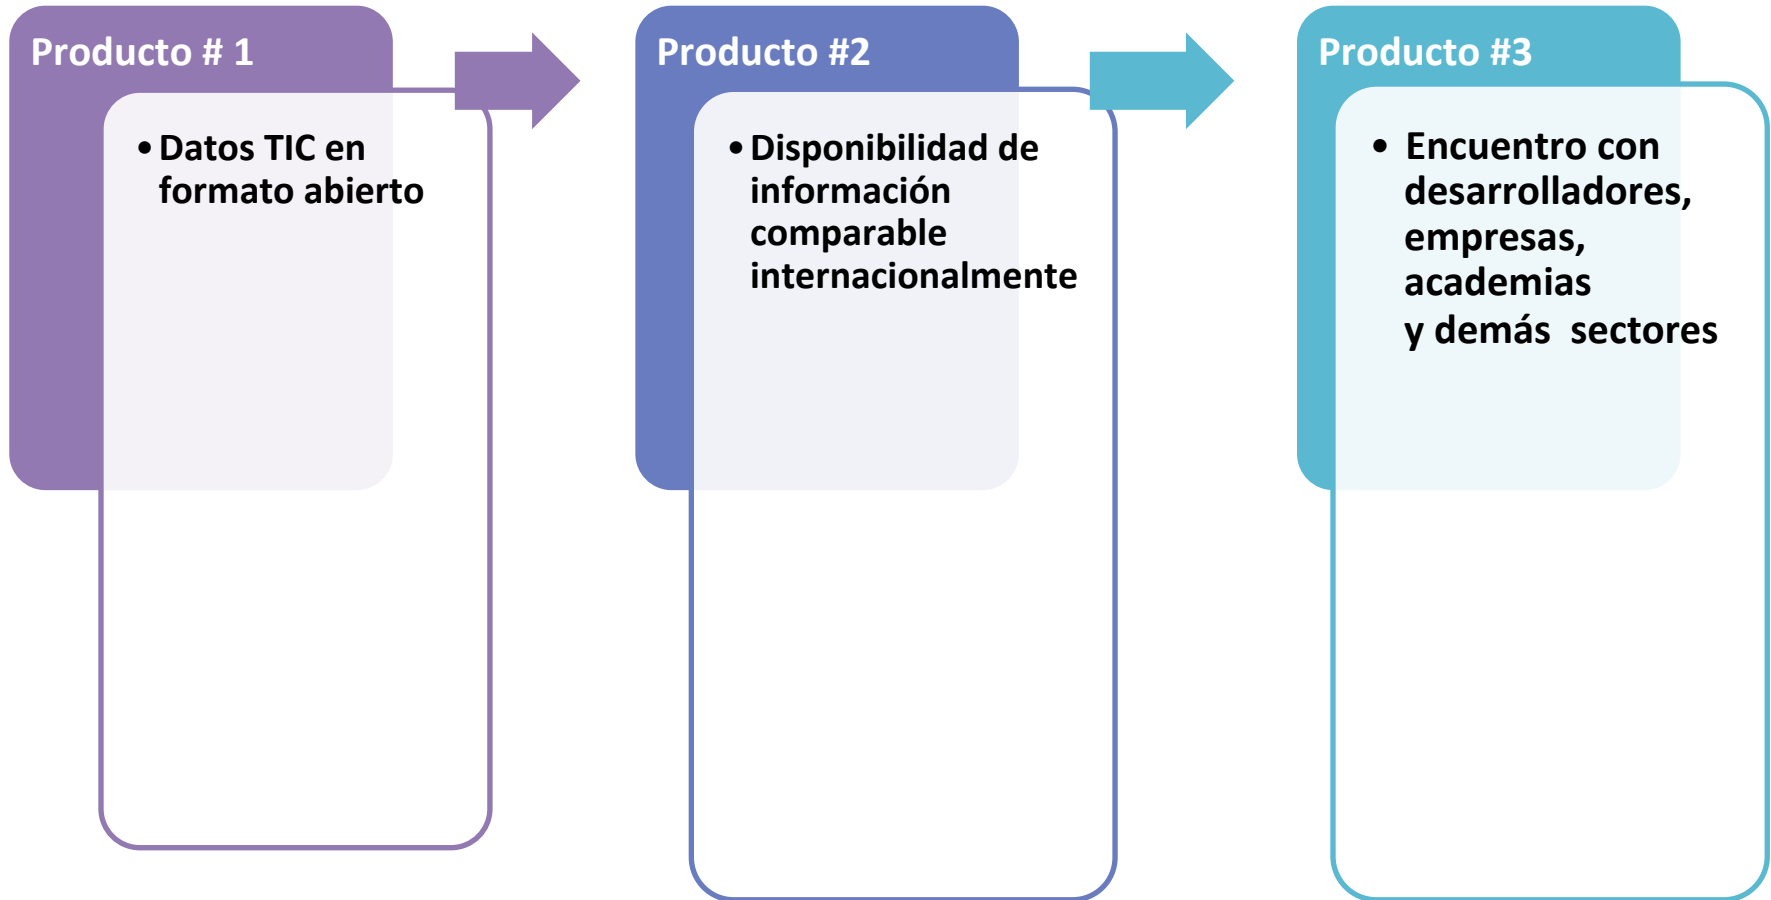 Producto # 1
• Datos TIC en
formato abierto
Producto #2
• Disponibilidad de
información
comparable
internacionalmente
Producto #3
• Encuentro con
desarrolladores,
empresas,
academias
y demás  sectores